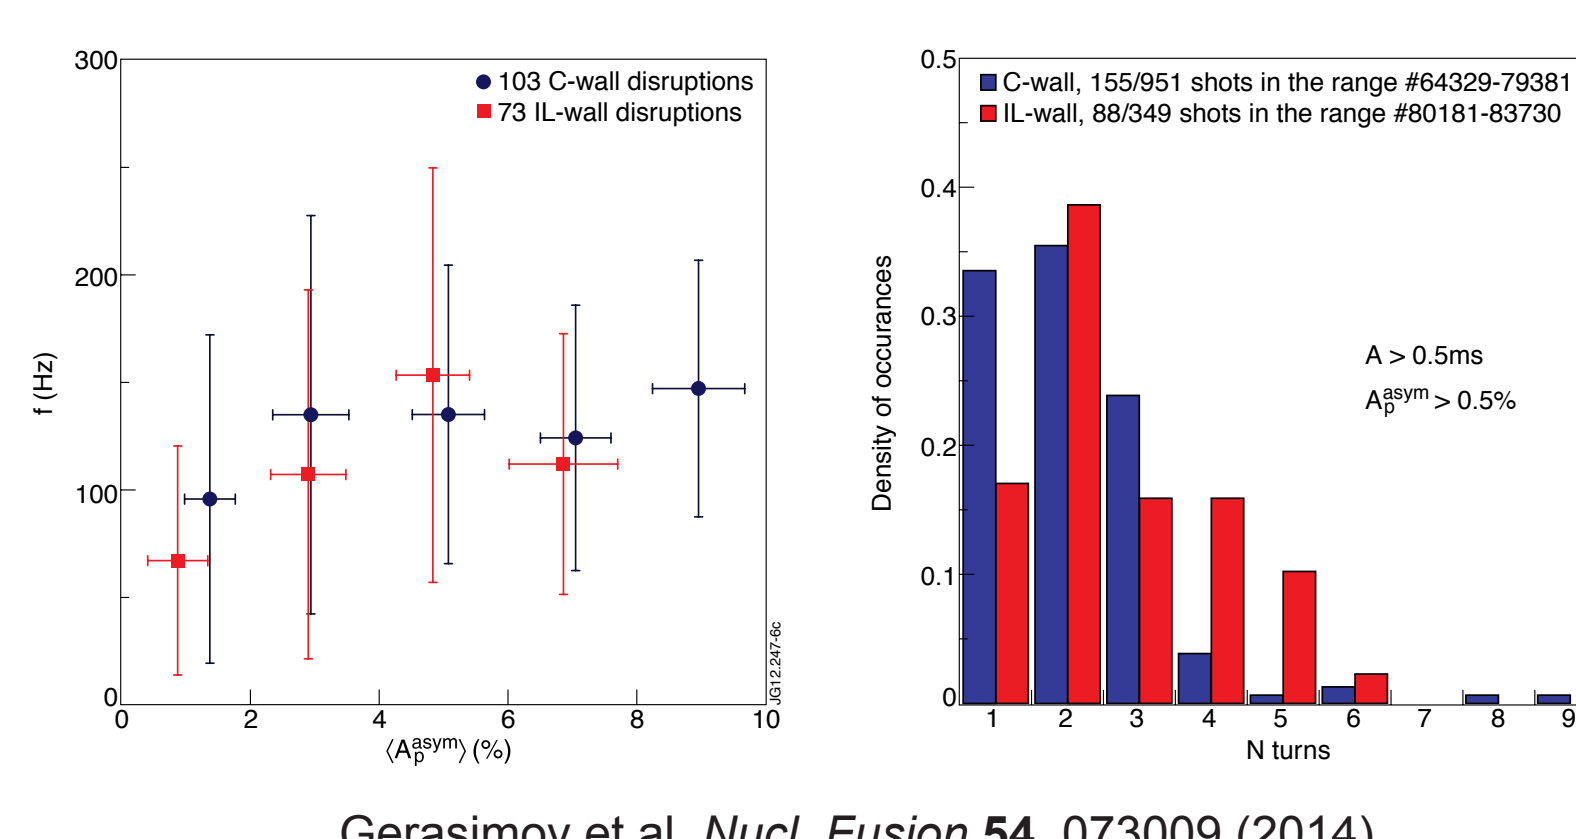 300
200
100
0
f (Hz)
103 C-wall disruptions
73 IL-wall disruptions
JG12.247-6c
0 2 4 6 8 10
⟨A_p^asym⟩ (%)
0.5
0.4
0.3
0.2
0.1
0
Density of occurances
C-wall, 155/951 shots in the range #64329-79381
IL-wall, 88/349 shots in the range #80181-83730
A > 0.5ms
A_p^asym > 0.5%
1 2 3 4 5 6 7 8 9
N turns
Gerasimov et al, Nucl. Fusion 54, 073009 (2014)